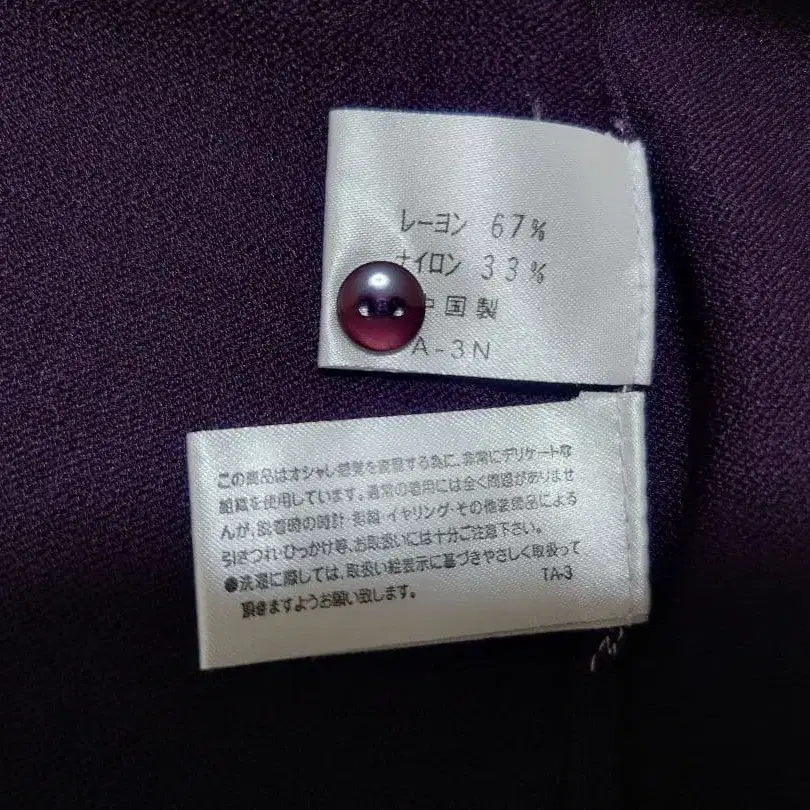 レーヨン 67%
ナイロン 33%
中国製
A-3N
この商品はオシャレ感覚を表現する為に、非常にデリケートな
組織を使用しています。通常の着用には全く問題がありませ
んが、脱着時の時計・指輪・イヤリング・その他装飾品による
引きつれ・ひっかけ等、お取扱いには十分ご注意下さい。
●洗濯に際しては、取扱い絵表示に基づきやさしく取扱って
頂きますようお願い致します。
TA-3